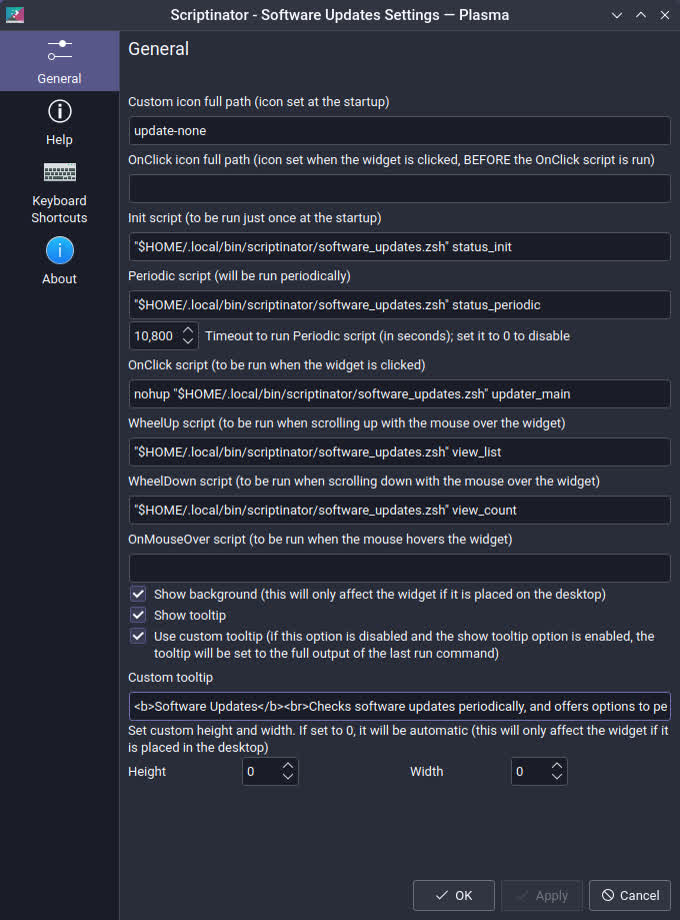 Scriptinator - Software Updates Settings — Plasma
General
General
Help
Keyboard
Shortcuts
About
Custom icon full path (icon set at the startup)
update-none
OnClick icon full path (icon set when the widget is clicked, BEFORE the OnClick script is run)
Init script (to be run just once at the startup)
"$HOME/.local/bin/scriptinator/software_updates.zsh" status_init
Periodic script (will be run periodically)
"$HOME/.local/bin/scriptinator/software_updates.zsh" status_periodic
10,800 Timeout to run Periodic script (in seconds); set it to 0 to disable
OnClick script (to be run when the widget is clicked)
nohup "$HOME/.local/bin/scriptinator/software_updates.zsh" updater_main
WheelUp script (to be run when scrolling up with the mouse over the widget)
"$HOME/.local/bin/scriptinator/software_updates.zsh" view_list
WheelDown script (to be run when scrolling down with the mouse over the widget)
"$HOME/.local/bin/scriptinator/software_updates.zsh" view_count
OnMouseOver script (to be run when the mouse hovers the widget)
Show background (this will only affect the widget if it is placed on the desktop)
Show tooltip
Use custom tooltip (if this option is disabled and the show tooltip option is enabled, the
tooltip will be set to the full output of the last run command)
Custom tooltip
<b>Software Updates</b><br>Checks software updates periodically, and offers options to pe
Set custom height and width. If set to 0, it will be automatic (this will only affect the widget if it
is placed in the desktop)
Height 0 Width 0
OK Apply Cancel